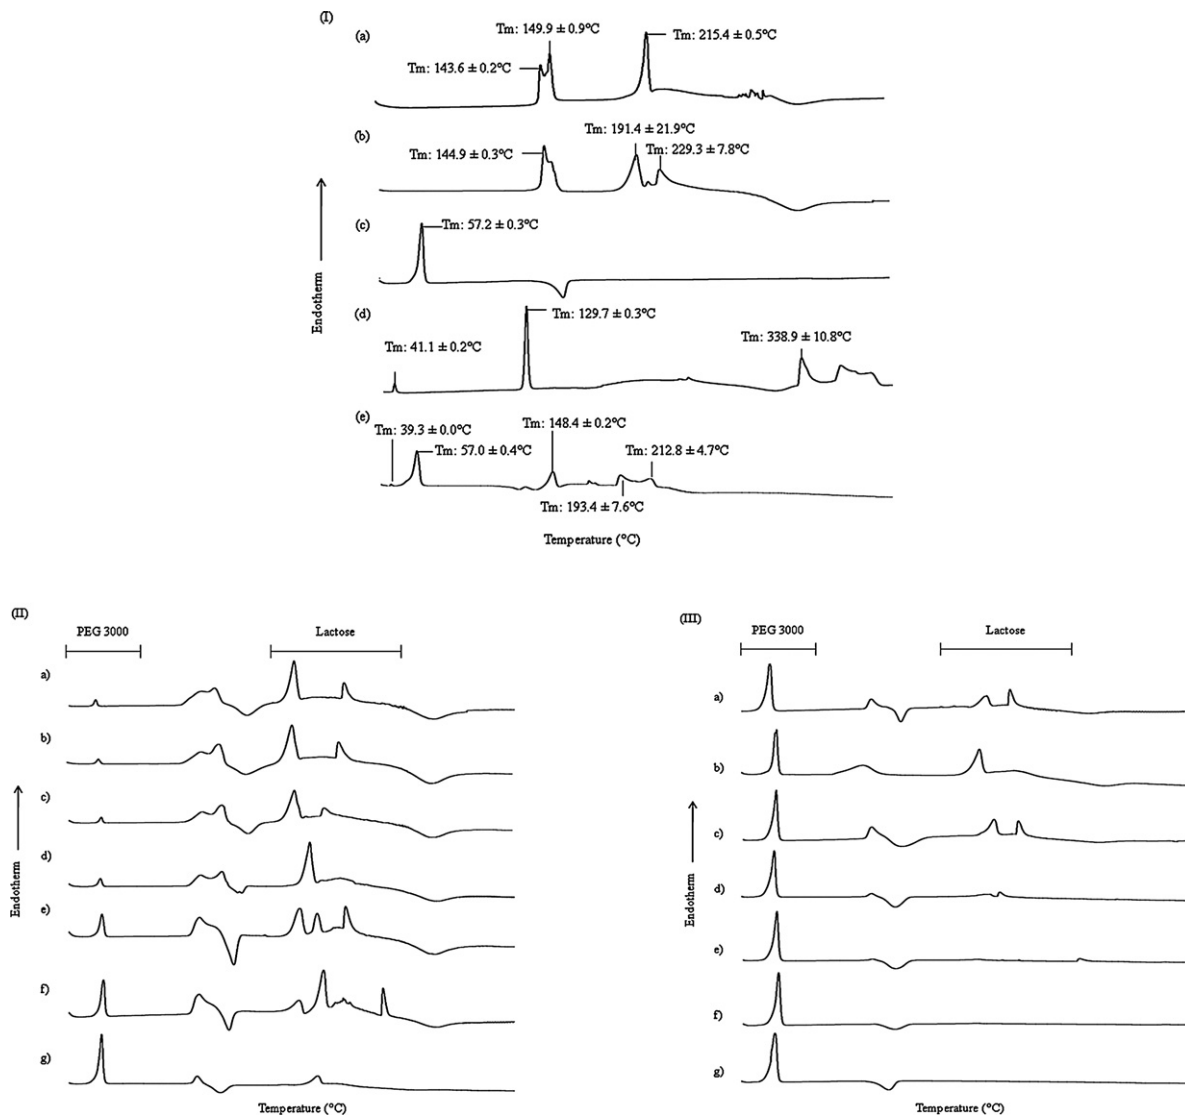 (I)
(a)
Tm: 149.9 ± 0.9°C
Tm: 215.4 ± 0.5°C
Tm: 143.6 ± 0.2°C
(b)
Tm: 191.4 ± 21.9°C
Tm: 144.9 ± 0.3°C
Tm: 229.3 ± 7.8°C
(c)
Tm: 57.2 ± 0.3°C
(d)
Tm: 129.7 ± 0.3°C
Tm: 41.1 ± 0.2°C
Tm: 338.9 ± 10.8°C
(e)
Tm: 39.3 ± 0.0°C
Tm: 148.4 ± 0.2°C
Tm: 57.0 ± 0.4°C
Tm: 212.8 ± 4.7°C
Tm: 193.4 ± 7.6°C
Endotherm
Temperature (°C)
(II)
PEG 3000
Lactose
a)
b)
c)
d)
e)
f)
g)
Endotherm
Temperature (°C)
(III)
PEG 3000
Lactose
a)
b)
c)
d)
e)
f)
g)
Endotherm
Temperature (°C)